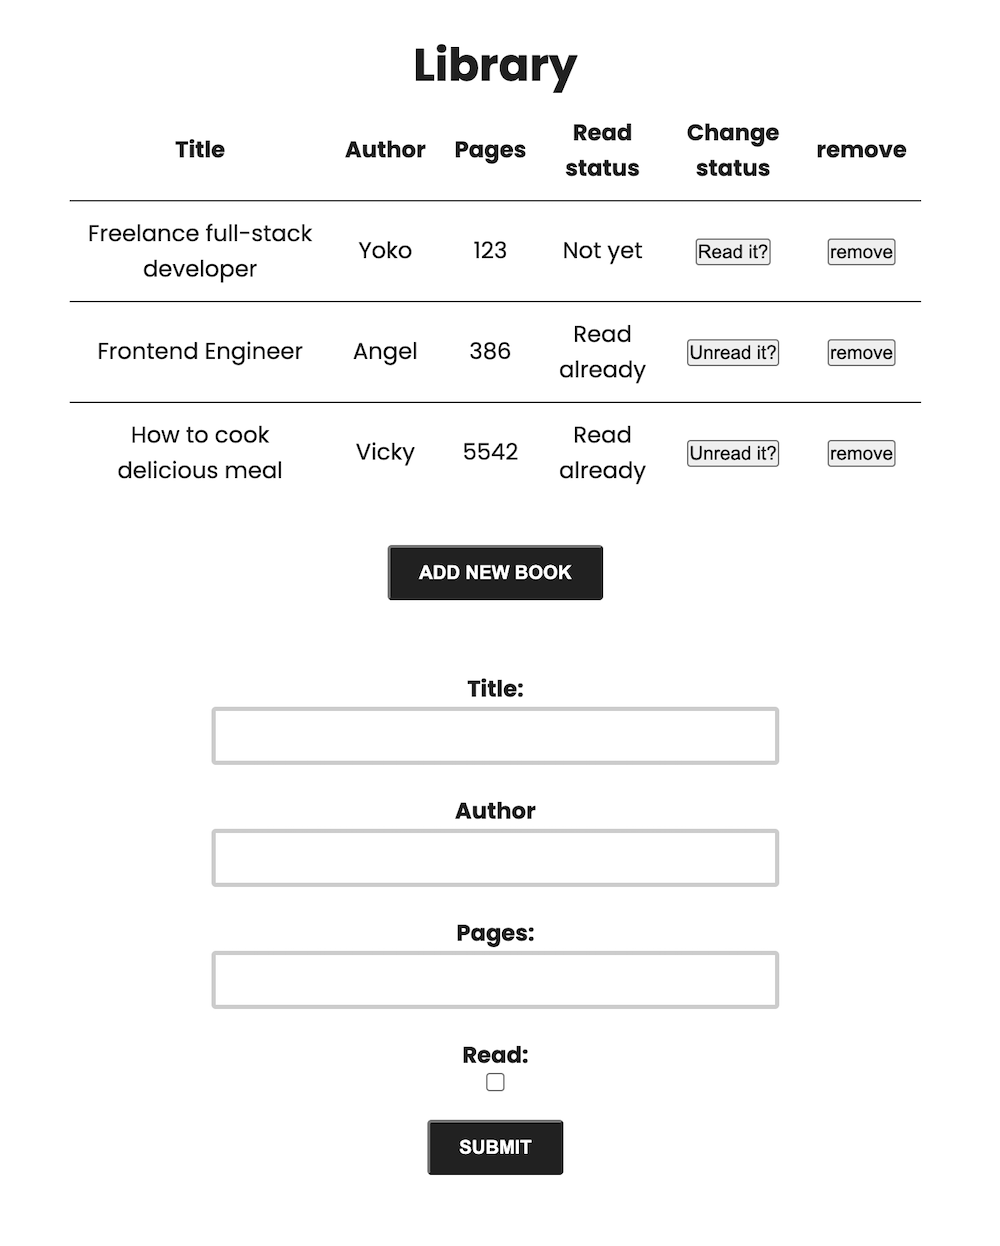 Library
Title Author Pages Read status Change status remove
Freelance full-stack developer Yoko 123 Not yet Read it? remove
Frontend Engineer Angel 386 Read already Unread it? remove
How to cook delicious meal Vicky 5542 Read already Unread it? remove
ADD NEW BOOK
Title:
Author
Pages:
Read:
SUBMIT